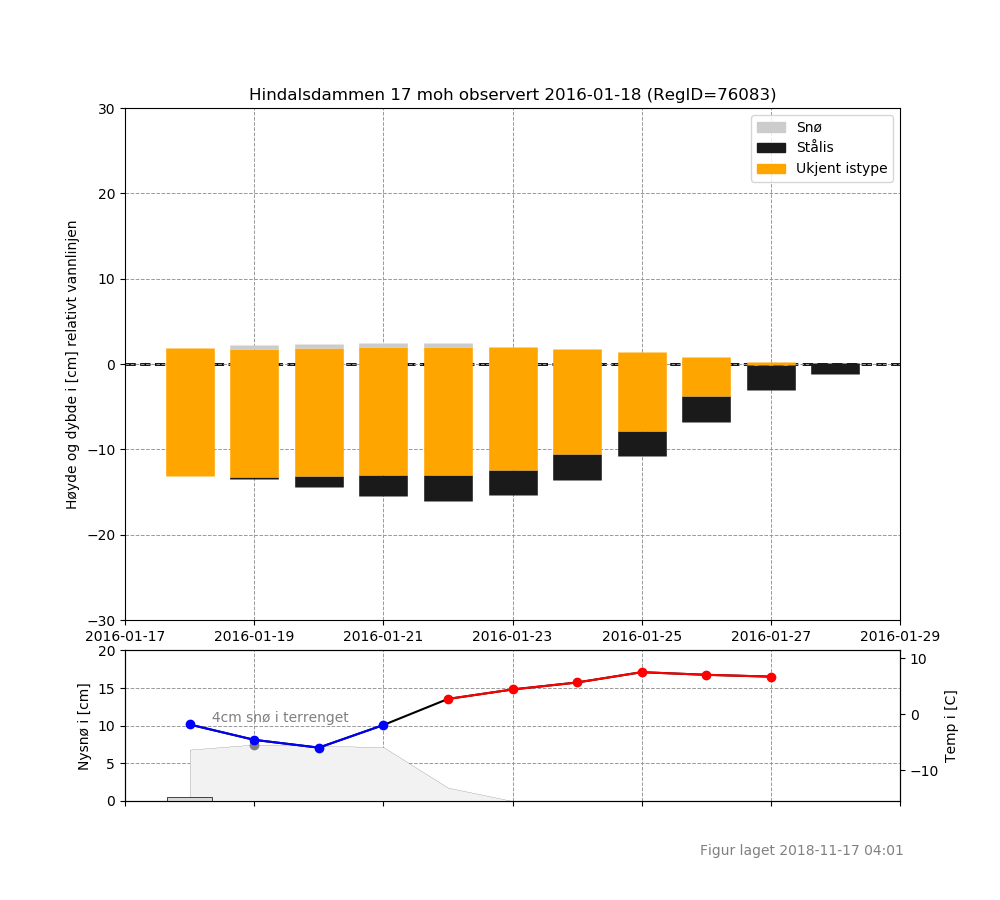 Hindalsdammen 17 moh observert 2016-01-18 (RegID=76083)
Snø
Stålis
Ukjent istype
Høyde og dybde i [cm] relativt vannlinjen
30
20
10
0
−10
−20
−30
2016-01-17 2016-01-19 2016-01-21 2016-01-23 2016-01-25 2016-01-27 2016-01-29
Nysnø i [cm]
20
15
10
5
0
4cm snø i terrenget
10
0
−10
Temp i [C]
Figur laget 2018-11-17 04:01